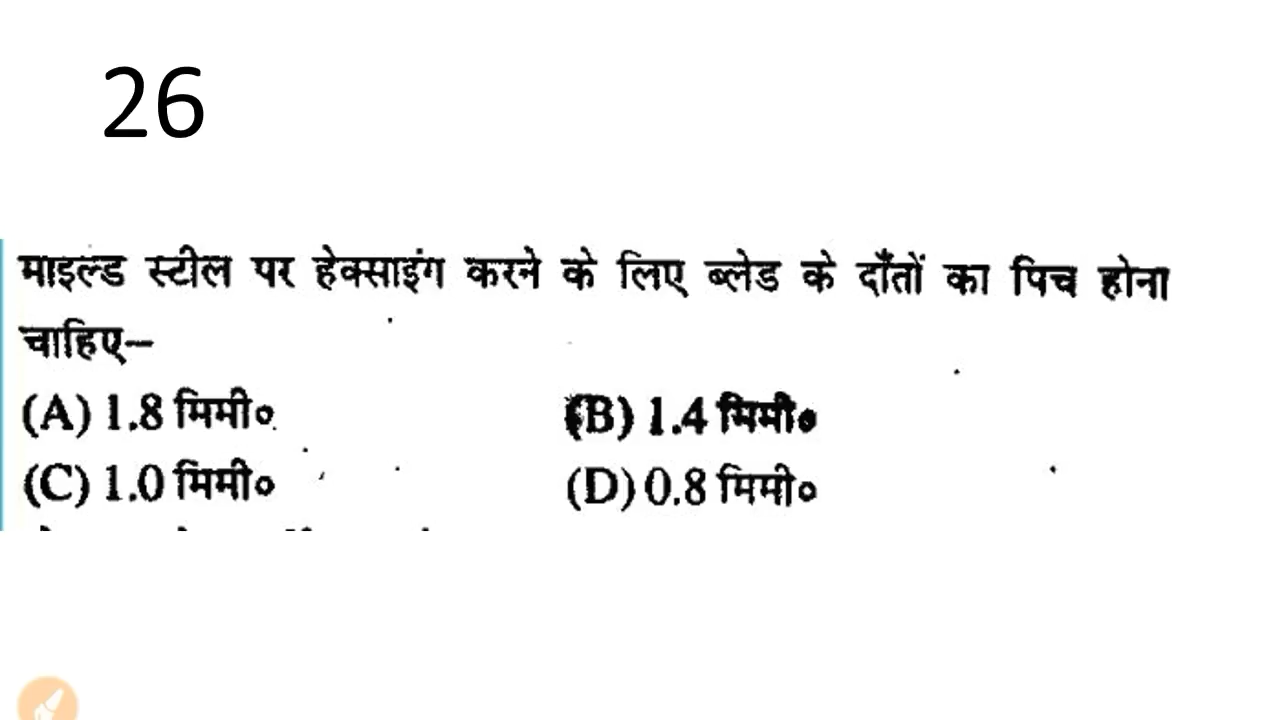 26
माइल्ड स्टील पर हेक्साइंग करने के लिए ब्लेड के दाँतों का पिच होना
चाहिए–
(A) 1.8 मिमी० (B) 1.4 मिमी०
(C) 1.0 मिमी० (D) 0.8 मिमी०